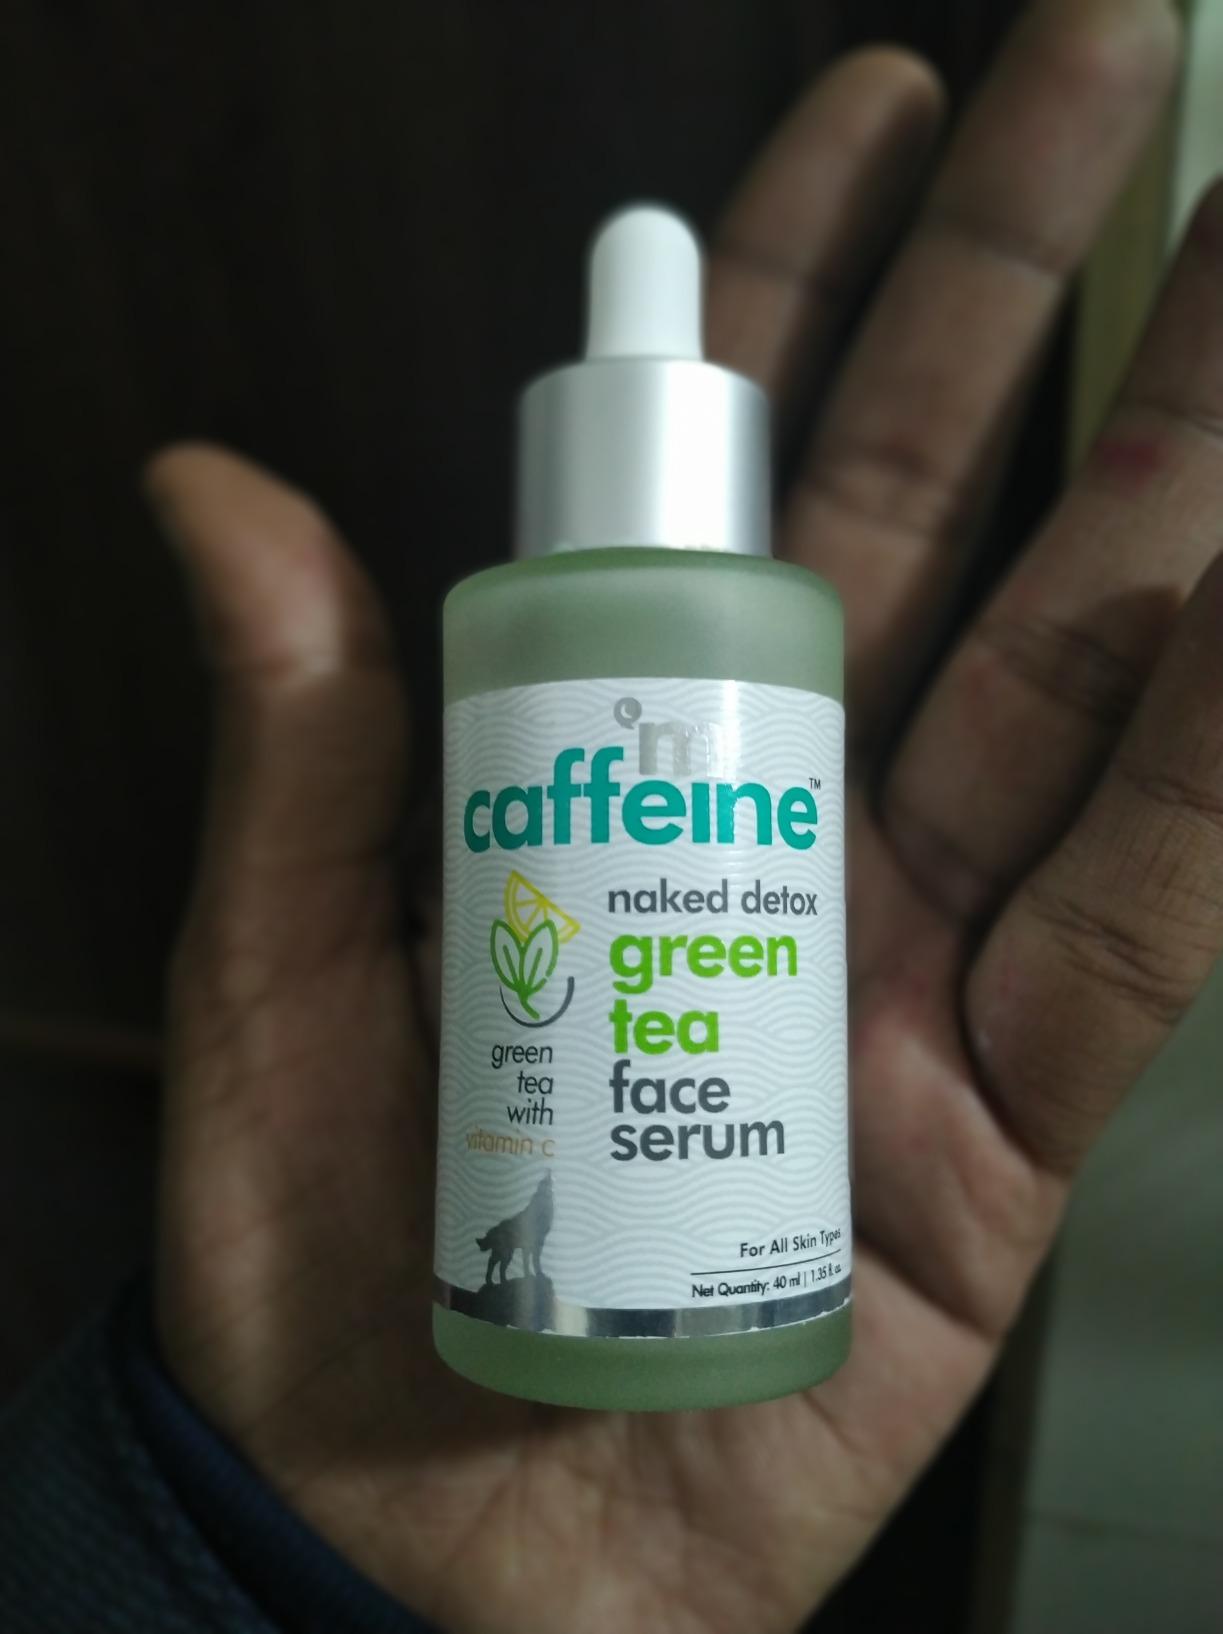 m
caffeine™
naked detox
green
tea
face
serum
green
tea
with
vitamin c
For All Skin Types
Net Quantity: 40 ml | 1.35 fl. oz.